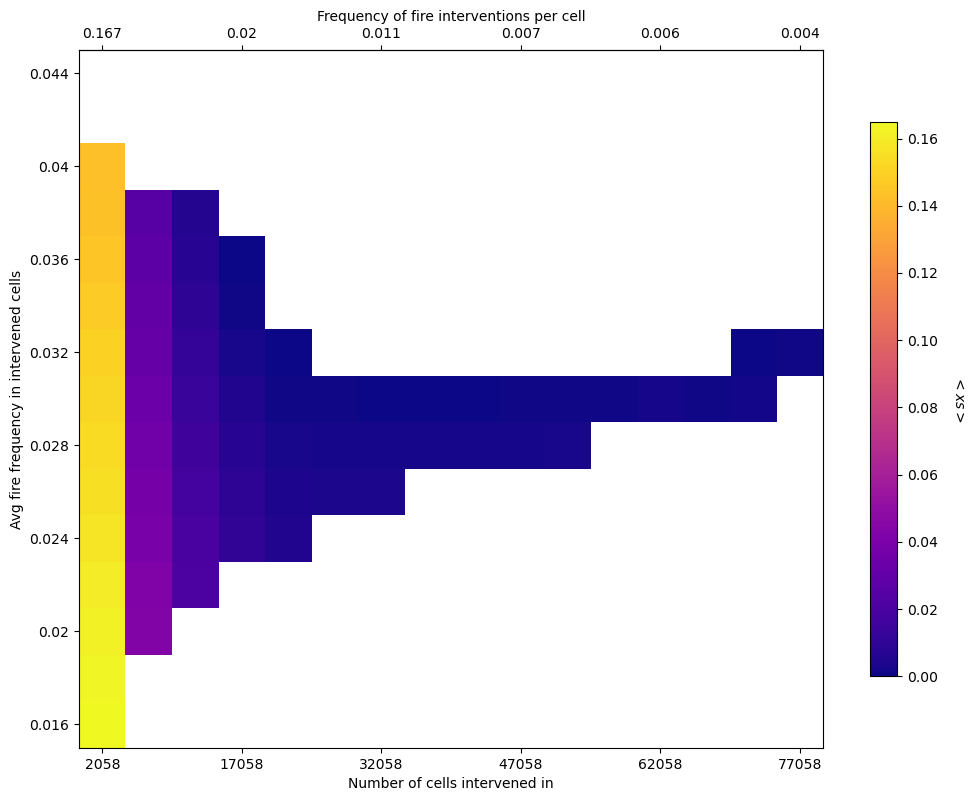 Frequency of fire interventions per cell
0.167 0.02 0.011 0.007 0.006 0.004
0.044
0.04
0.036
0.032
0.028
0.024
0.02
0.016
Avg fire frequency in intervened cells
2058 17058 32058 47058 62058 77058
Number of cells intervened in
0.16
0.14
0.12
0.10
0.08
0.06
0.04
0.02
0.00
< sx >